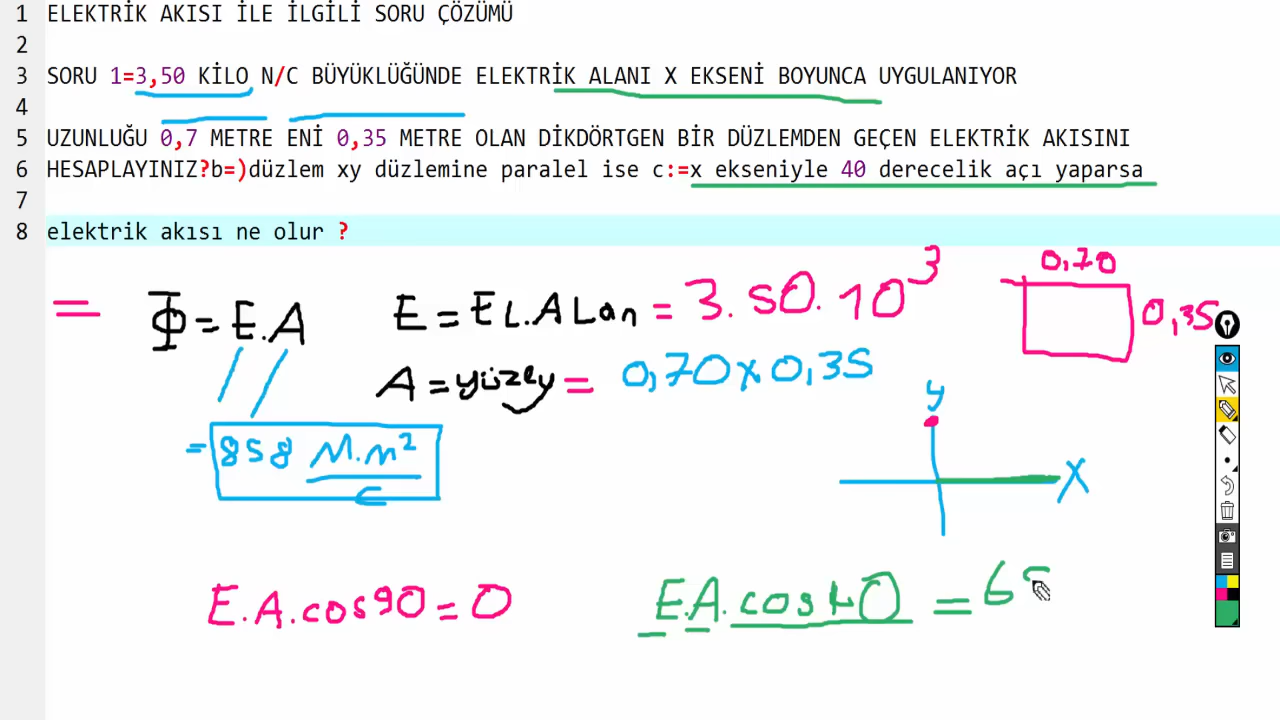 1 ELEKTRİK AKISI İLE İLGİLİ SORU ÇÖZÜMÜ
2
3 SORU 1=3,50 KİLO N/C BÜYÜKLÜĞÜNDE ELEKTRİK ALANI X EKSENİ BOYUNCA UYGULANIYOR
4
5 UZUNLUĞU 0,7 METRE ENİ 0,35 METRE OLAN DİKDÖRTGEN BİR DÜZLEMDEN GEÇEN ELEKTRİK AKISINI
6 HESAPLAYINIZ?b=)düzlem xy düzlemine paralel ise c:=x ekseniyle 40 derecelik açı yaparsa
7
8 elektrik akısı ne olur ?
0,70
= Φ = E.A E = EL.ALan = 3.50.10³
0,35
A = yüzey = 0,70x0,35
y
= 858 N.m²
C
X
E.A.cos90 = 0
E.A.cos40 = 6